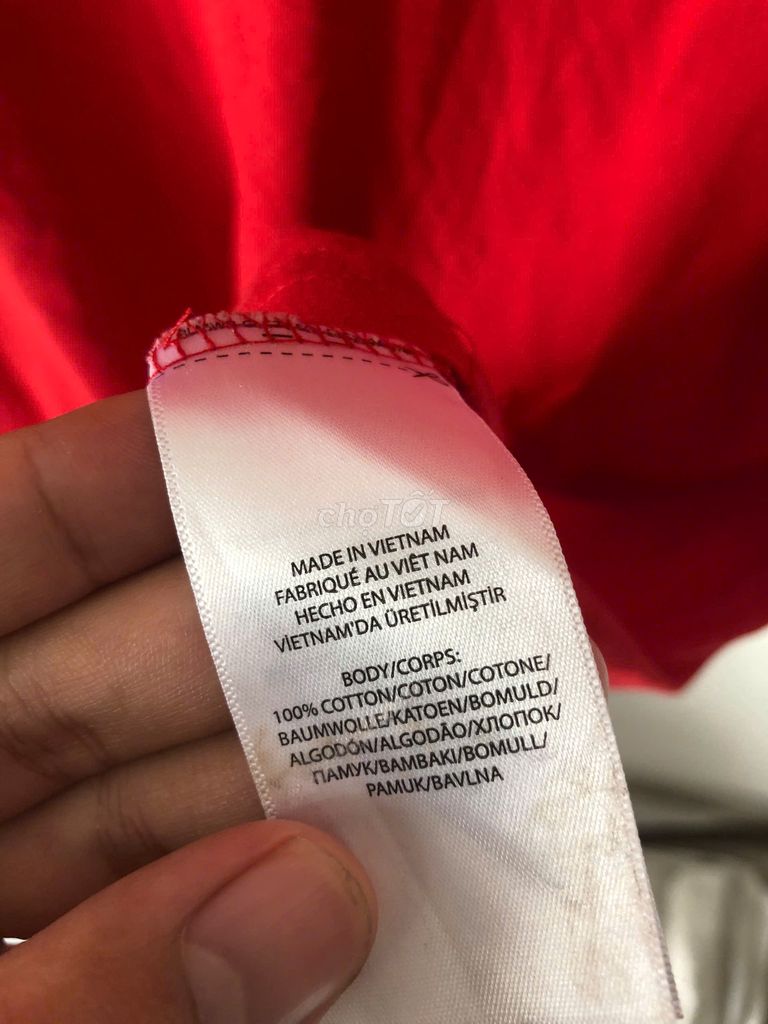 choTỐT
MADE IN VIETNAM
FABRIQUÉ AU VIÊT NAM
HECHO EN VIETNAM
VİETNAM'DA ÜRETİLMİŞTİR
BODY/CORPS:
100% COTTON/COTON/COTONE/
BAUMWOLLE/KATOEN/BOMULD/
ALGODÓN/ALGODÃO/ХЛОПОК/
ПАМУК/BAMBAKI/BOMULL/
PAMUK/BAVLNA